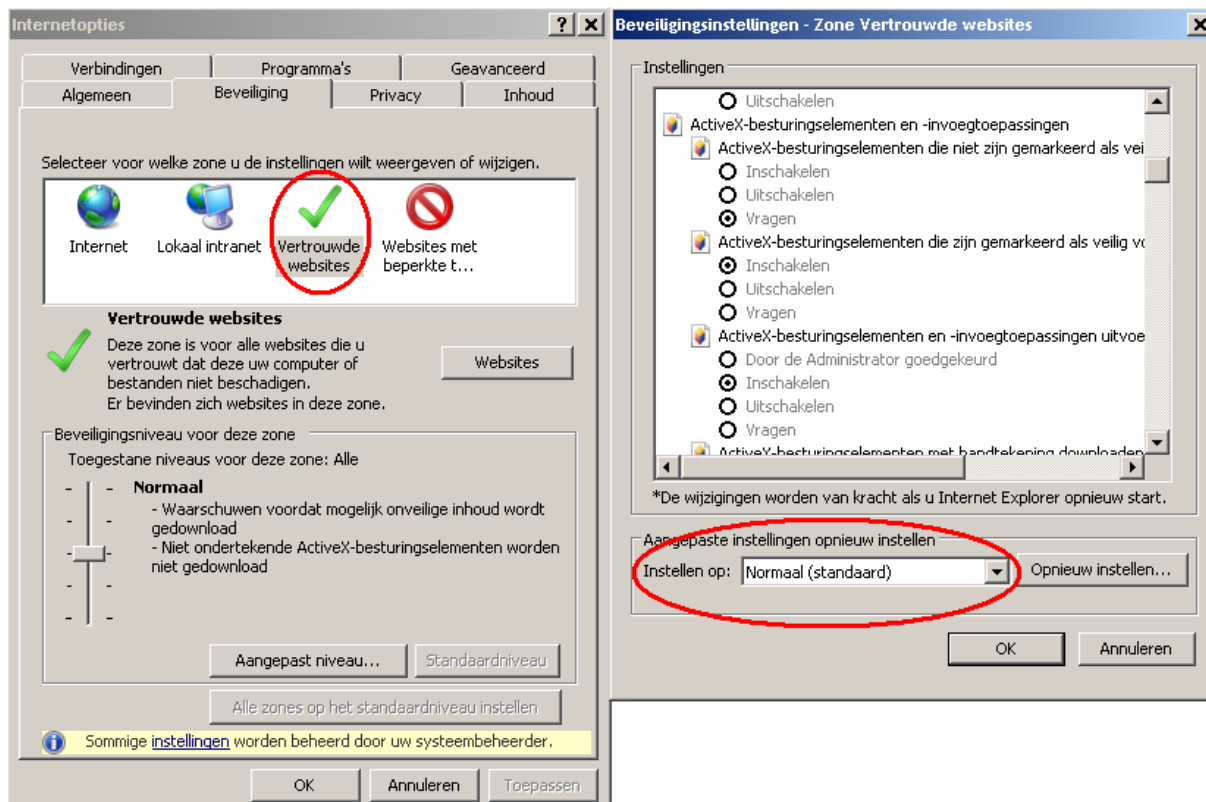 Internetopties
Verbindingen Programma's Geavanceerd
Algemeen Beveiliging Privacy Inhoud
Selecteer voor welke zone u de instellingen wilt weergeven of wijzigen.
Internet Lokaal intranet Vertrouwde websites Websites met beperkte t...
Vertrouwde websites
Deze zone is voor alle websites die u
vertrouwt dat deze uw computer of
bestanden niet beschadigen.
Er bevinden zich websites in deze zone.
Websites
Beveiligingsniveau voor deze zone
Toegestane niveaus voor deze zone: Alle
Normaal
- Waarschuwen voordat mogelijk onveilige inhoud wordt
gedownload
- Niet ondertekende ActiveX-besturingselementen worden
niet gedownload
Aangepast niveau... Standaardniveau
Alle zones op het standaardniveau instellen
Sommige instellingen worden beheerd door uw systeembeheerder.
OK Annuleren Toepassen
Beveiligingsinstellingen - Zone Vertrouwde websites
Instellingen
Uitschakelen
ActiveX-besturingselementen en -invoegtoepassingen
ActiveX-besturingselementen die niet zijn gemarkeerd als vei
Inschakelen
Uitschakelen
Vragen
ActiveX-besturingselementen die zijn gemarkeerd als veilig vo
Inschakelen
Uitschakelen
Vragen
ActiveX-besturingselementen en -invoegtoepassingen uitvoe
Door de Administrator goedgekeurd
Inschakelen
Uitschakelen
Vragen
ActiveX-besturingselementen met handtekening downloaden
*De wijzigingen worden van kracht als u Internet Explorer opnieuw start.
Aangepaste instellingen opnieuw instellen
Instellen op: Normaal (standaard) Opnieuw instellen...
OK Annuleren